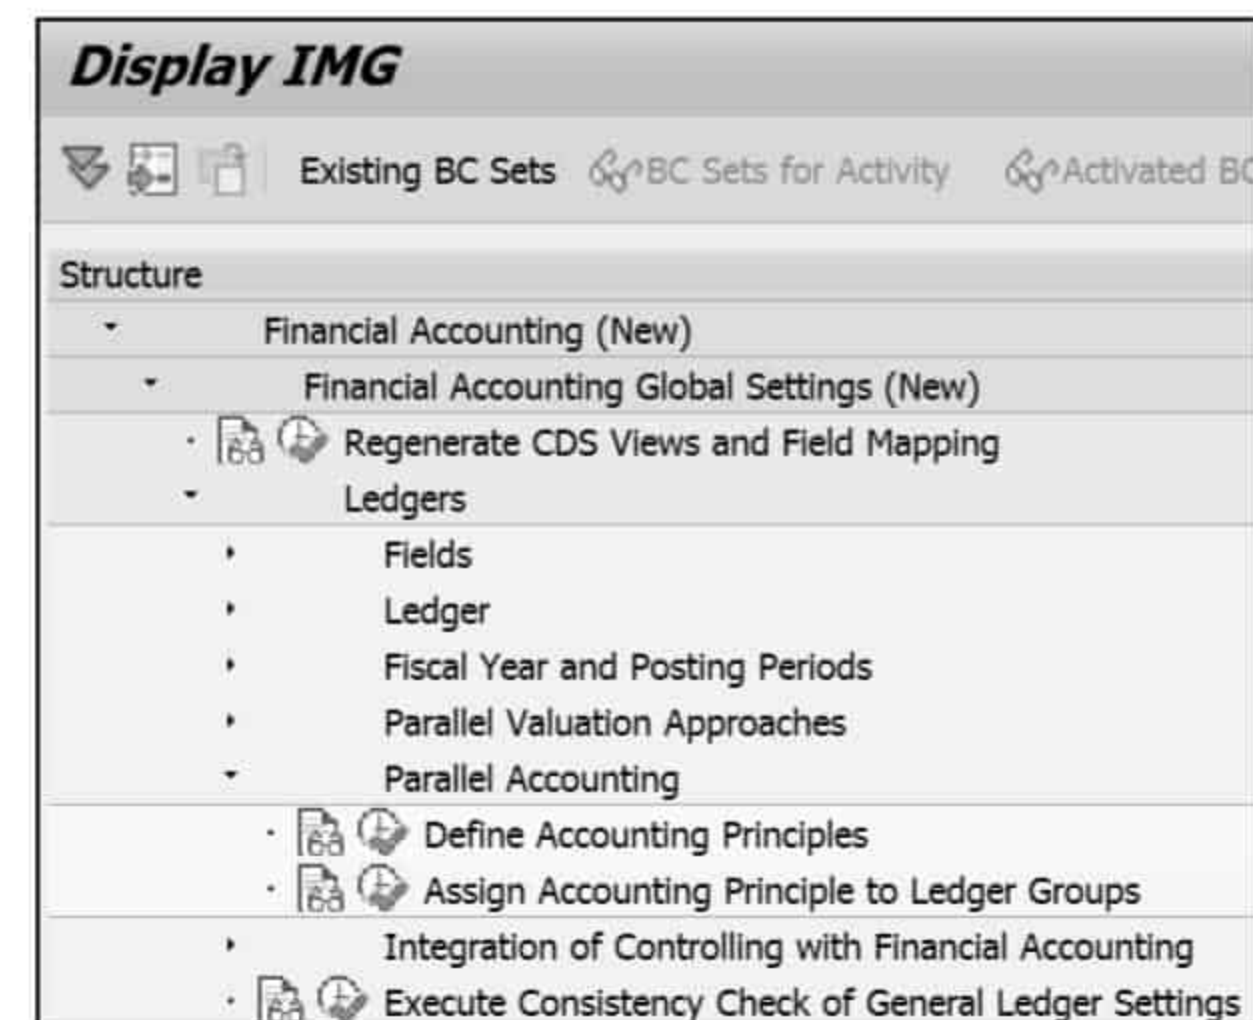 Display IMG
Existing BC Sets BC Sets for Activity Activated BC
Structure
Financial Accounting (New)
Financial Accounting Global Settings (New)
Regenerate CDS Views and Field Mapping
Ledgers
Fields
Ledger
Fiscal Year and Posting Periods
Parallel Valuation Approaches
Parallel Accounting
Define Accounting Principles
Assign Accounting Principle to Ledger Groups
Integration of Controlling with Financial Accounting
Execute Consistency Check of General Ledger Settings